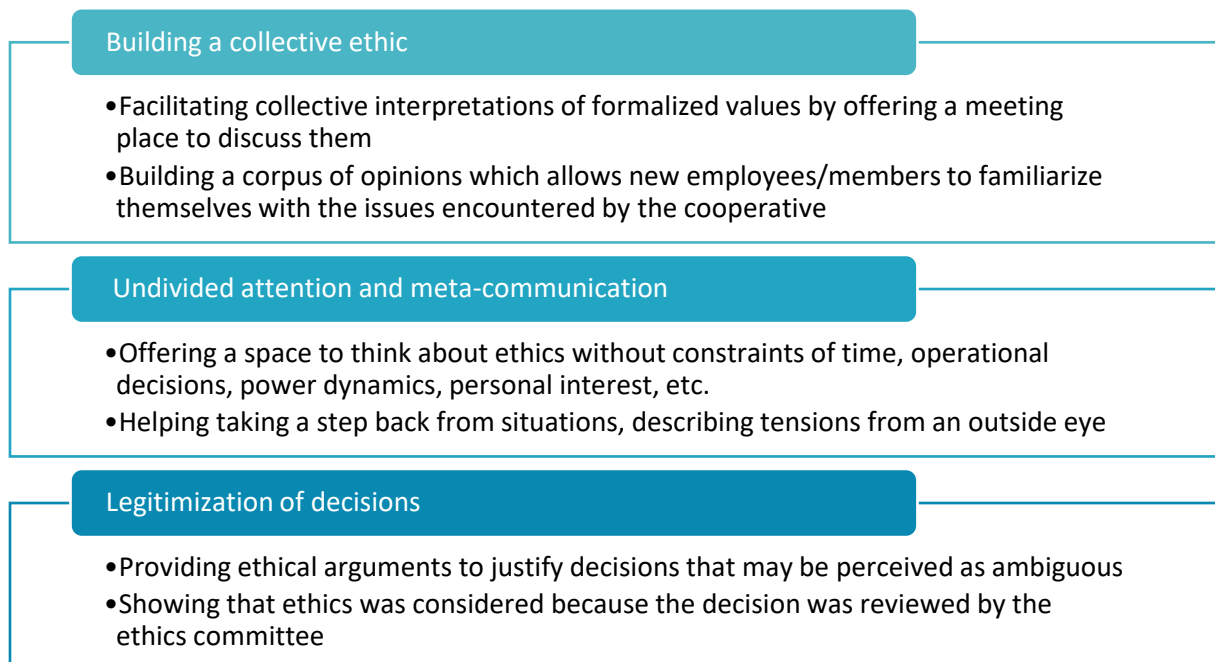 Building a collective ethic
•Facilitating collective interpretations of formalized values by offering a meeting
place to discuss them
•Building a corpus of opinions which allows new employees/members to familiarize
themselves with the issues encountered by the cooperative
Undivided attention and meta-communication
•Offering a space to think about ethics without constraints of time, operational
decisions, power dynamics, personal interest, etc.
•Helping taking a step back from situations, describing tensions from an outside eye
Legitimization of decisions
•Providing ethical arguments to justify decisions that may be perceived as ambiguous
•Showing that ethics was considered because the decision was reviewed by the
ethics committee